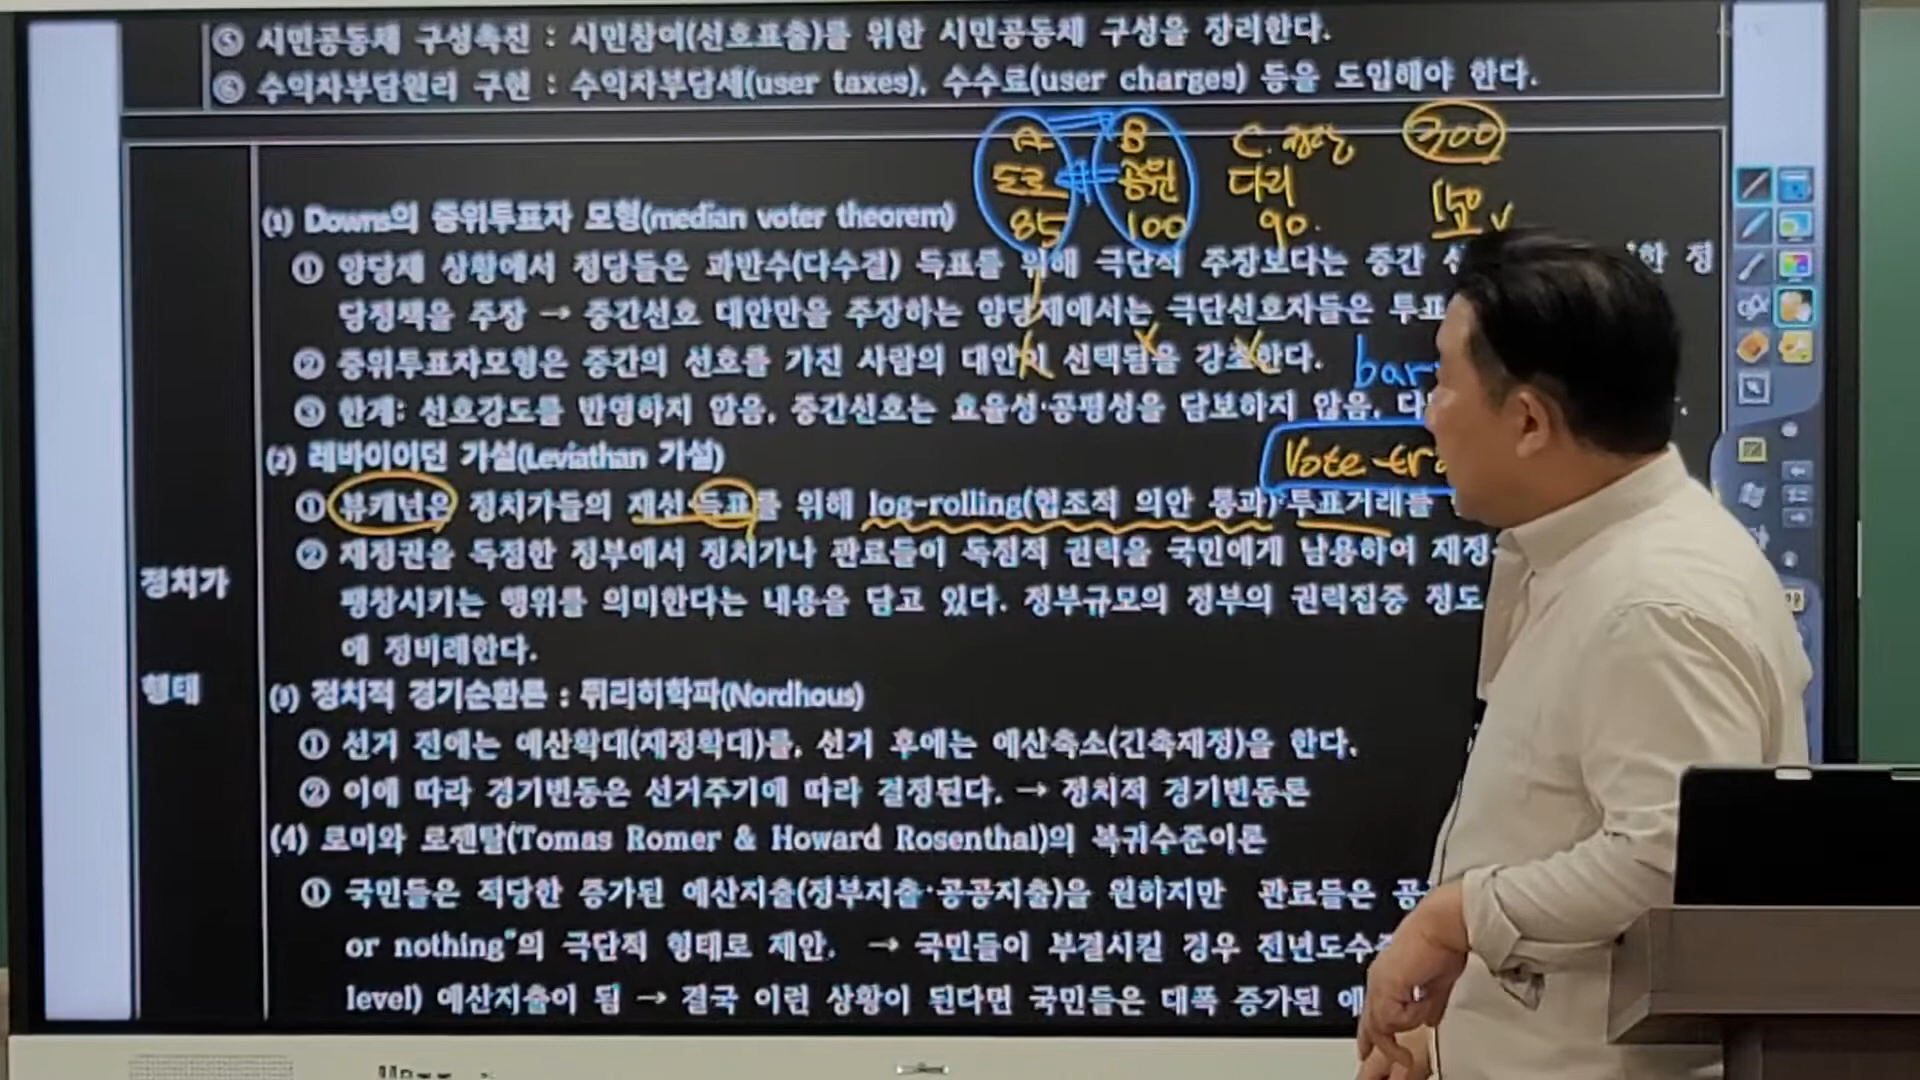 ⑤ 시민공동체 구성촉진 : 시민참여(선호표출)를 위한 시민공동체 구성을 장려한다.
⑥ 수익자부담원리 구현 : 수익자부담세(user taxes), 수수료(user charges) 등을 도입해야 한다.
A B C 300
도로 공원 다리
85 100 90.
(1) Downs의 중위투표자 모형(median voter theorem)
① 양당제 상황에서 정당들은 과반수(다수결) 득표를 위해 극단적 주장보다는 중간 한 정
당정책을 주장 → 중간선호 대안만을 주장하는 양당제에서는 극단선호자들은 투표
② 중위투표자모형은 중간의 선호를 가진 사람의 대안이 선택됨을 강조한다. bar
③ 한계: 선호강도를 반영하지 않음, 중간선호는 효율성·공평성을 담보하지 않음, 다
(2) 레바이어던 가설(Leviathan 가설) Vote-tr
① 뷰캐넌은 정치가들의 재선·득표를 위해 log-rolling(협조적 의안 통과)·투표거래를
② 재정권을 독점한 정부에서 정치가나 관료들이 독점적 권력을 국민에게 남용하여 재정
정치가
팽창시키는 행위를 의미한다는 내용을 담고 있다. 정부규모의 정부의 권력집중 정도
에 정비례한다.
행태
(3) 정치적 경기순환론 : 쮜리히학파(Nordhous)
① 선거 전에는 예산확대(재정확대)를, 선거 후에는 예산축소(긴축재정)을 한다.
② 이에 따라 경기변동은 선거주기에 따라 결정된다. → 정치적 경기변동론
(4) 로머와 로젠탈(Tomas Romer & Howard Rosenthal)의 복귀수준이론
① 국민들은 적당한 증가된 예산지출(정부지출·공공지출)을 원하지만 관료들은 공
or nothing"의 극단적 형태로 제안. → 국민들이 부결시킬 경우 전년도수준
level) 예산지출이 됨 → 결국 이런 상황이 된다면 국민들은 대폭 증가된 예